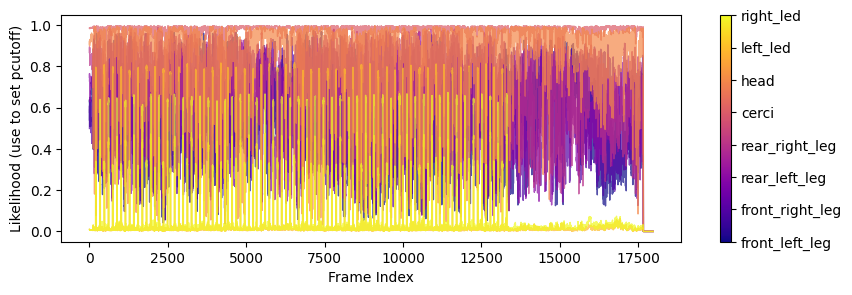 Likelihood (use to set pcutoff)
1.0
0.8
0.6
0.4
0.2
0.0
0
2500
5000
7500
10000
12500
15000
17500
Frame Index
right_led
left_led
head
cerci
rear_right_leg
rear_left_leg
front_right_leg
front_left_leg